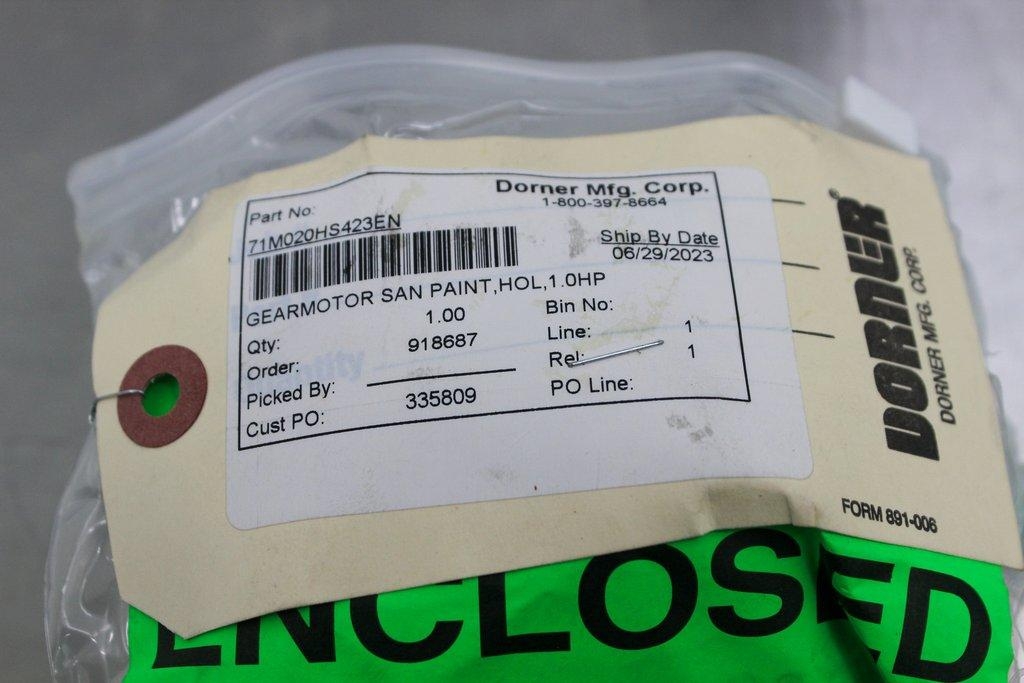 Dorner Mfg. Corp.
1-800-397-8664
Part No:
71M020HS423EN
Ship By Date
06/29/2023
GEARMOTOR SAN PAINT,HOL,1.0HP
Qty: 1.00 Bin No:
Order: 918687 Line: 1
Picked By: Rel: 1
Cust PO: 335809 PO Line:
DORNER®
DORNER MFG. CORP.
FORM 891-006
ENCLOSED